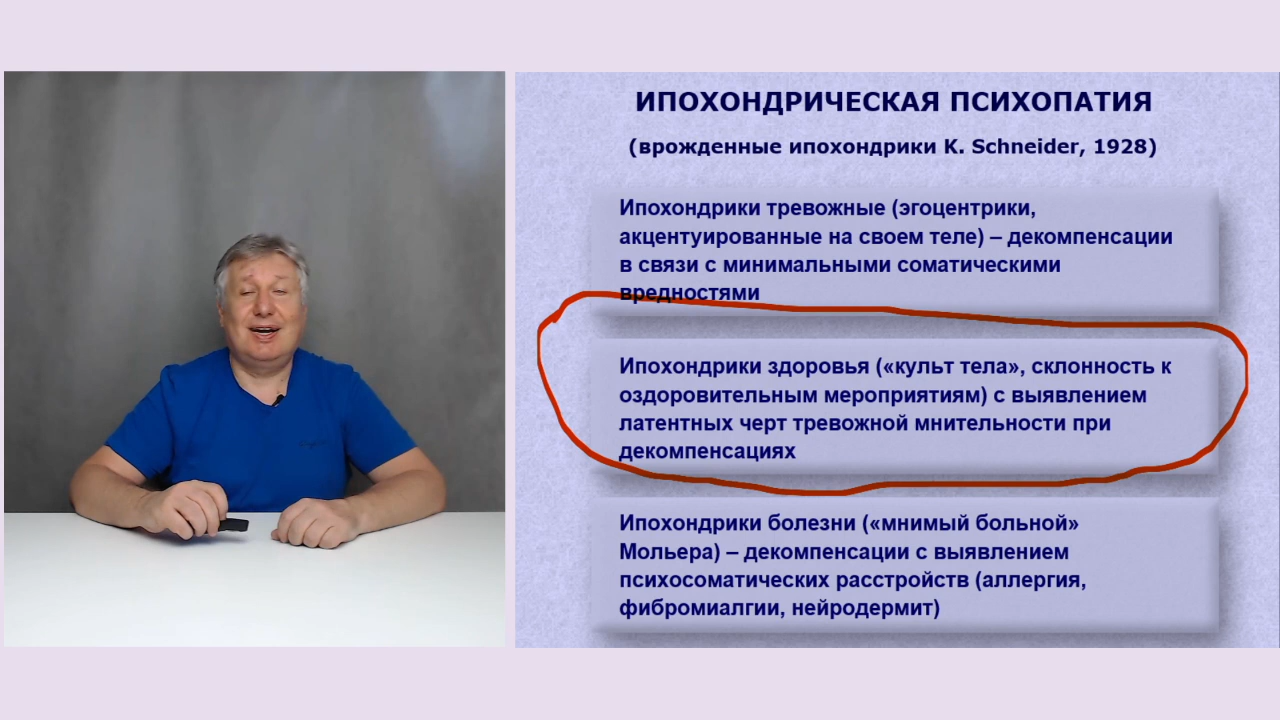 ИПОХОНДРИЧЕСКАЯ ПСИХОПАТИЯ
(врожденные ипохондрики K. Schneider, 1928)
Ипохондрики тревожные (эгоцентрики,
акцентуированные на своем теле) – декомпенсации
в связи с минимальными соматическими
вредностями
Ипохондрики здоровья («культ тела», склонность к
оздоровительным мероприятиям) с выявлением
латентных черт тревожной мнительности при
декомпенсациях
Ипохондрики болезни («мнимый больной»
Мольера) – декомпенсации с выявлением
психосоматических расстройств (аллергия,
фибромиалгии, нейродермит)